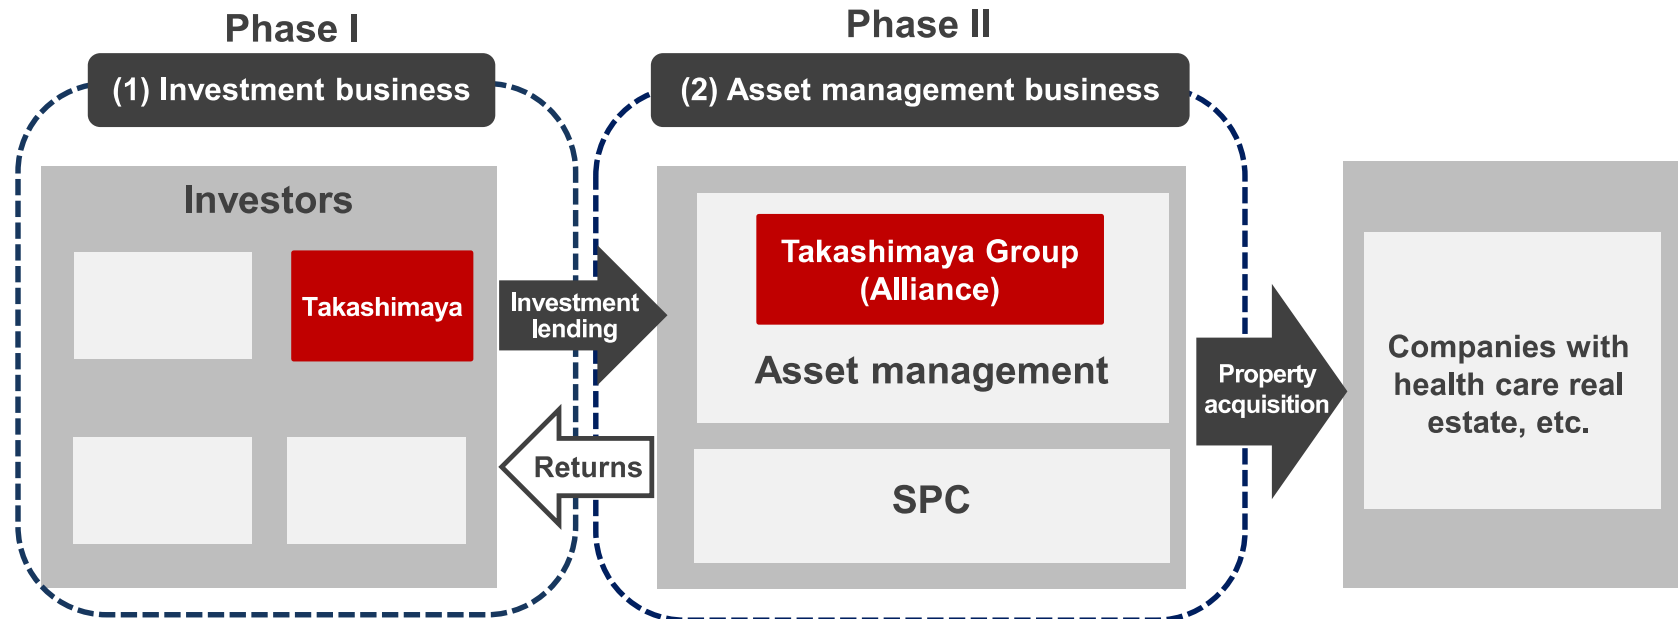 Phase I
(1) Investment business
Investors
Takashimaya
Investment
lending
Returns
Phase II
(2) Asset management business
Takashimaya Group
(Alliance)
Asset management
SPC
Property
acquisition
Companies with
health care real
estate, etc.